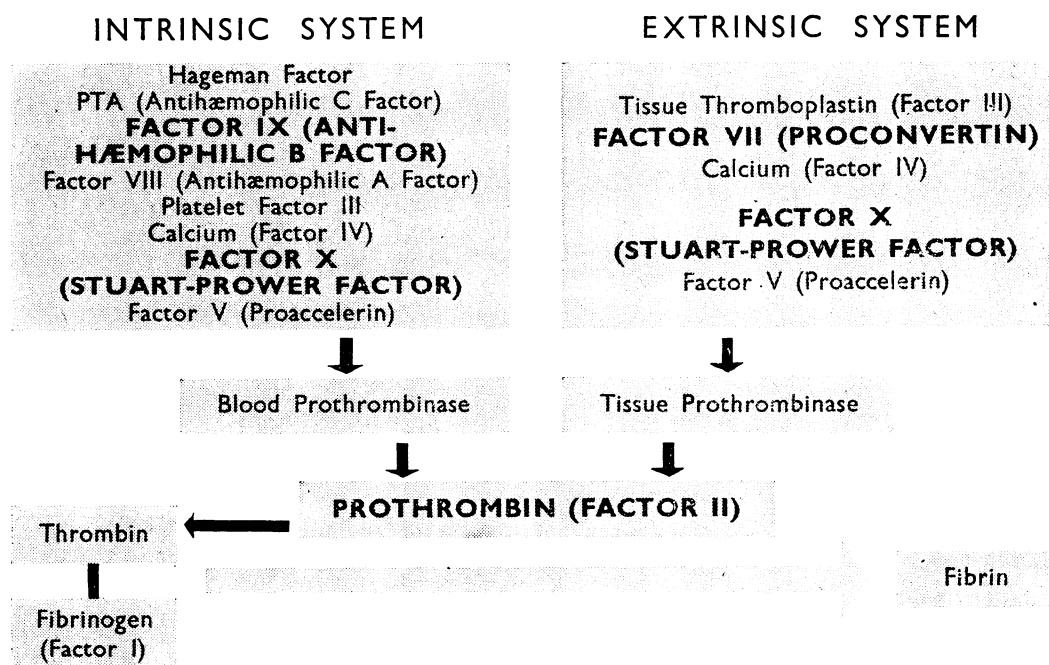 INTRINSIC SYSTEM
Hageman Factor
PTA (Antihæmophilic C Factor)
FACTOR IX (ANTI-
HÆMOPHILIC B FACTOR)
Factor VIII (Antihæmophilic A Factor)
Platelet Factor III
Calcium (Factor IV)
FACTOR X
(STUART-PROWER FACTOR)
Factor V (Proaccelerin)
EXTRINSIC SYSTEM
Tissue Thromboplastin (Factor III)
FACTOR VII (PROCONVERTIN)
Calcium (Factor IV)
FACTOR X
(STUART-PROWER FACTOR)
Factor V (Proaccelerin)
Blood Prothrombinase
Tissue Prothrombinase
PROTHROMBIN (FACTOR II)
Thrombin
Fibrin
Fibrinogen
(Factor I)